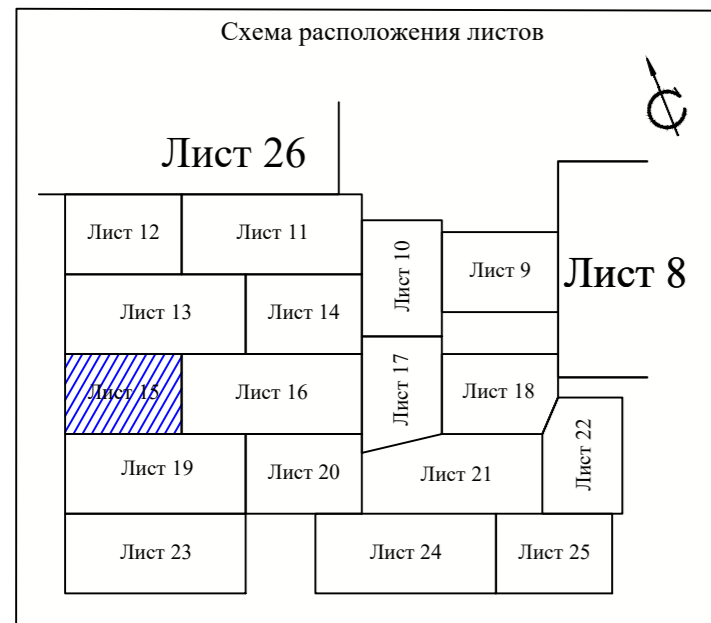 Схема расположения листов
С
Лист 26
Лист 12
Лист 11
Лист 10
Лист 9
Лист 8
Лист 13
Лист 14
Лист 15
Лист 16
Лист 17
Лист 18
Лист 19
Лист 20
Лист 21
Лист 22
Лист 23
Лист 24
Лист 25